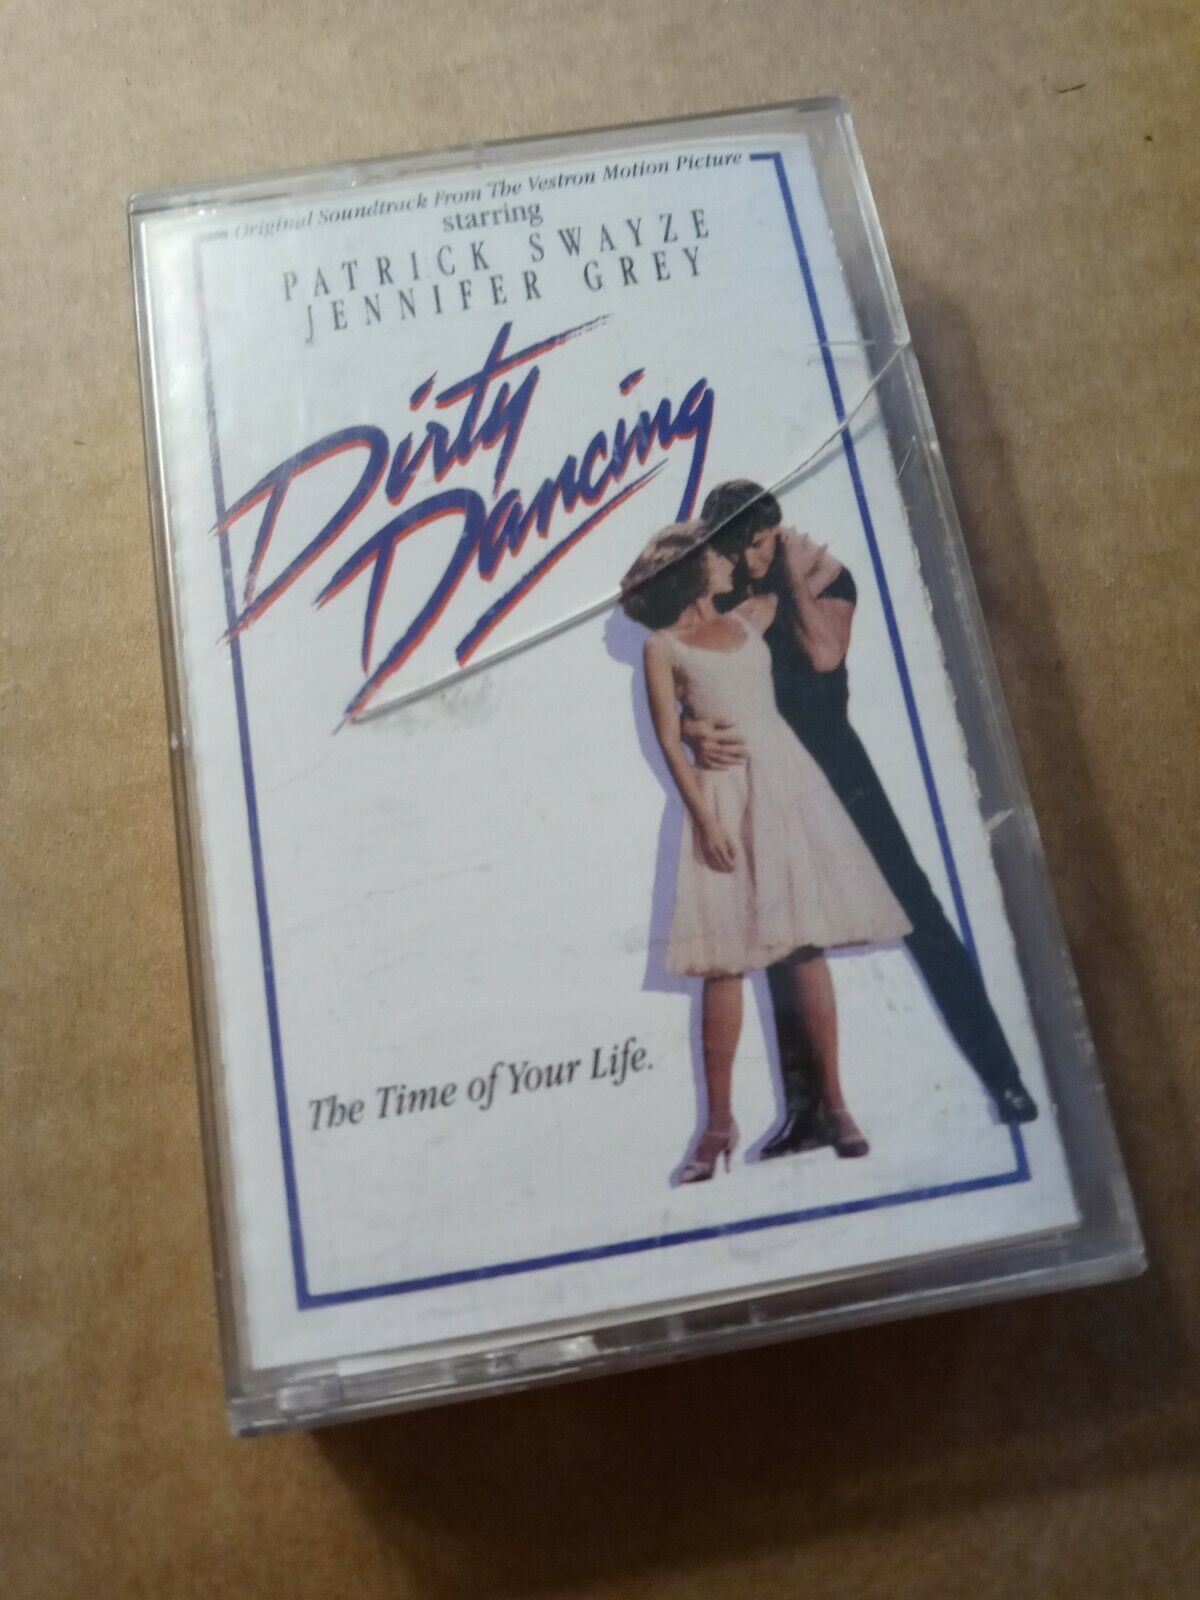 Original Soundtrack From The Vestron Motion Picture
starring
PATRICK SWAYZE
JENNIFER GREY
Dirty
Dancing
The Time of Your Life.